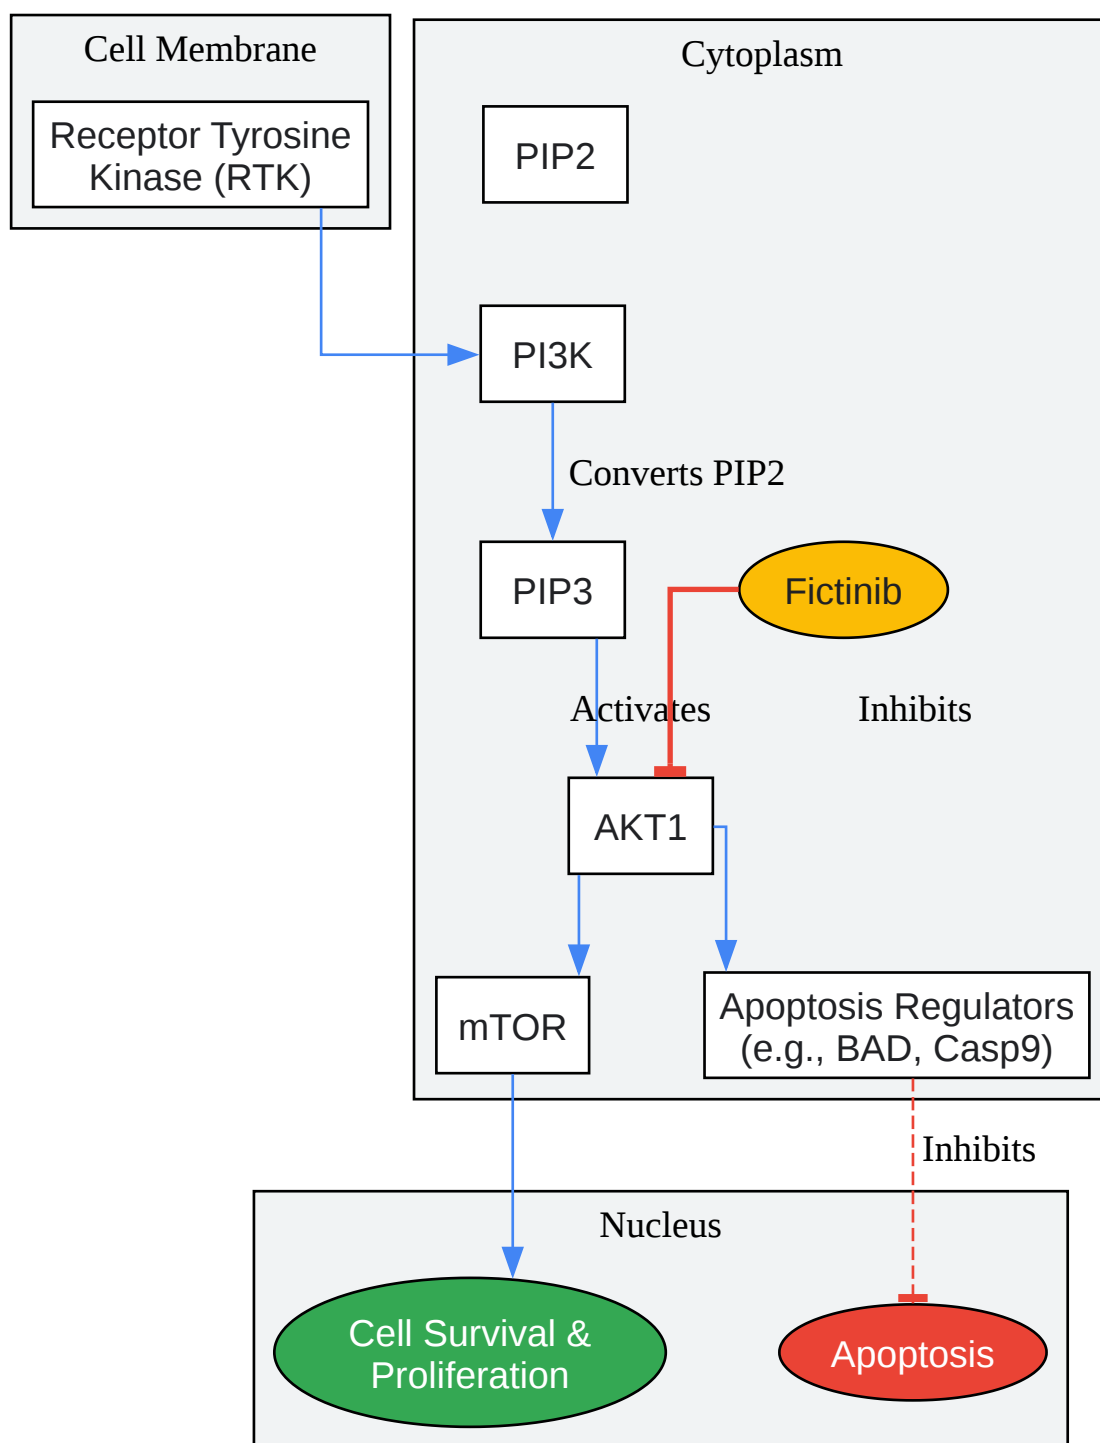 Cell Membrane
Receptor Tyrosine
Kinase (RTK)
Cytoplasm
PIP2
PI3K
Converts PIP2
PIP3
Fictinib
Activates
Inhibits
AKT1
mTOR
Apoptosis Regulators
(e.g., BAD, Casp9)
Inhibits
Nucleus
Cell Survival &
Proliferation
Apoptosis